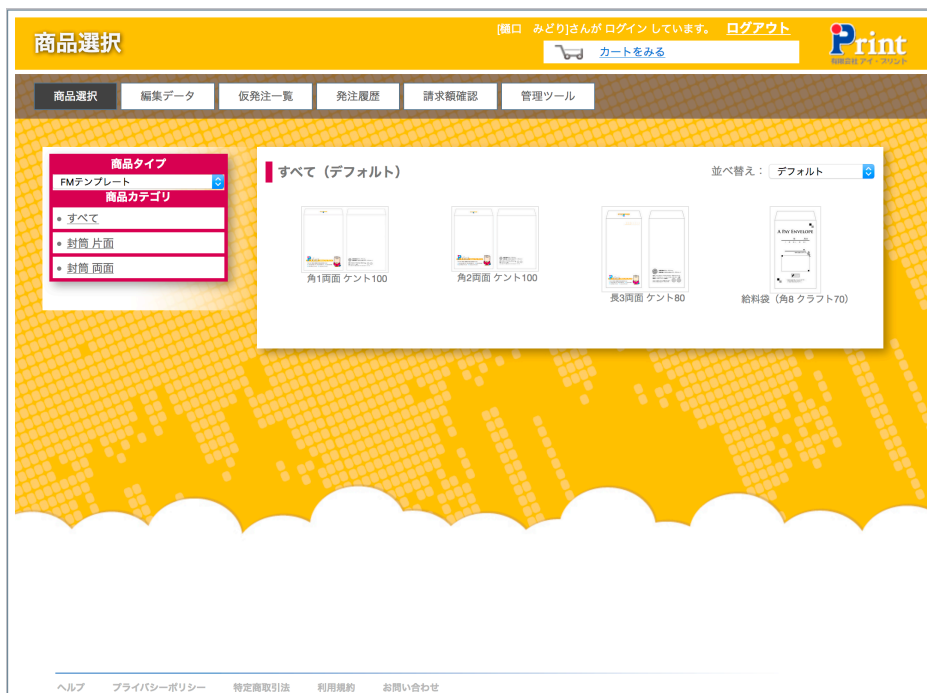 商品選択
[樋口　みどり]さんが ログイン しています。 ログアウト
カートをみる
Print
有限会社 アイ・プリント
商品選択 編集データ 仮発注一覧 発注履歴 請求額確認 管理ツール
商品タイプ
FMテンプレート
商品カテゴリ
すべて
封筒 片面
封筒 両面
すべて（デフォルト）
並べ替え： デフォルト
A Pay Envelope
角1両面 ケント100
角2両面 ケント100
長3両面 ケント80
給料袋（角8 クラフト70）
ヘルプ プライバシーポリシー 特定商取引法 利用規約 お問い合わせ